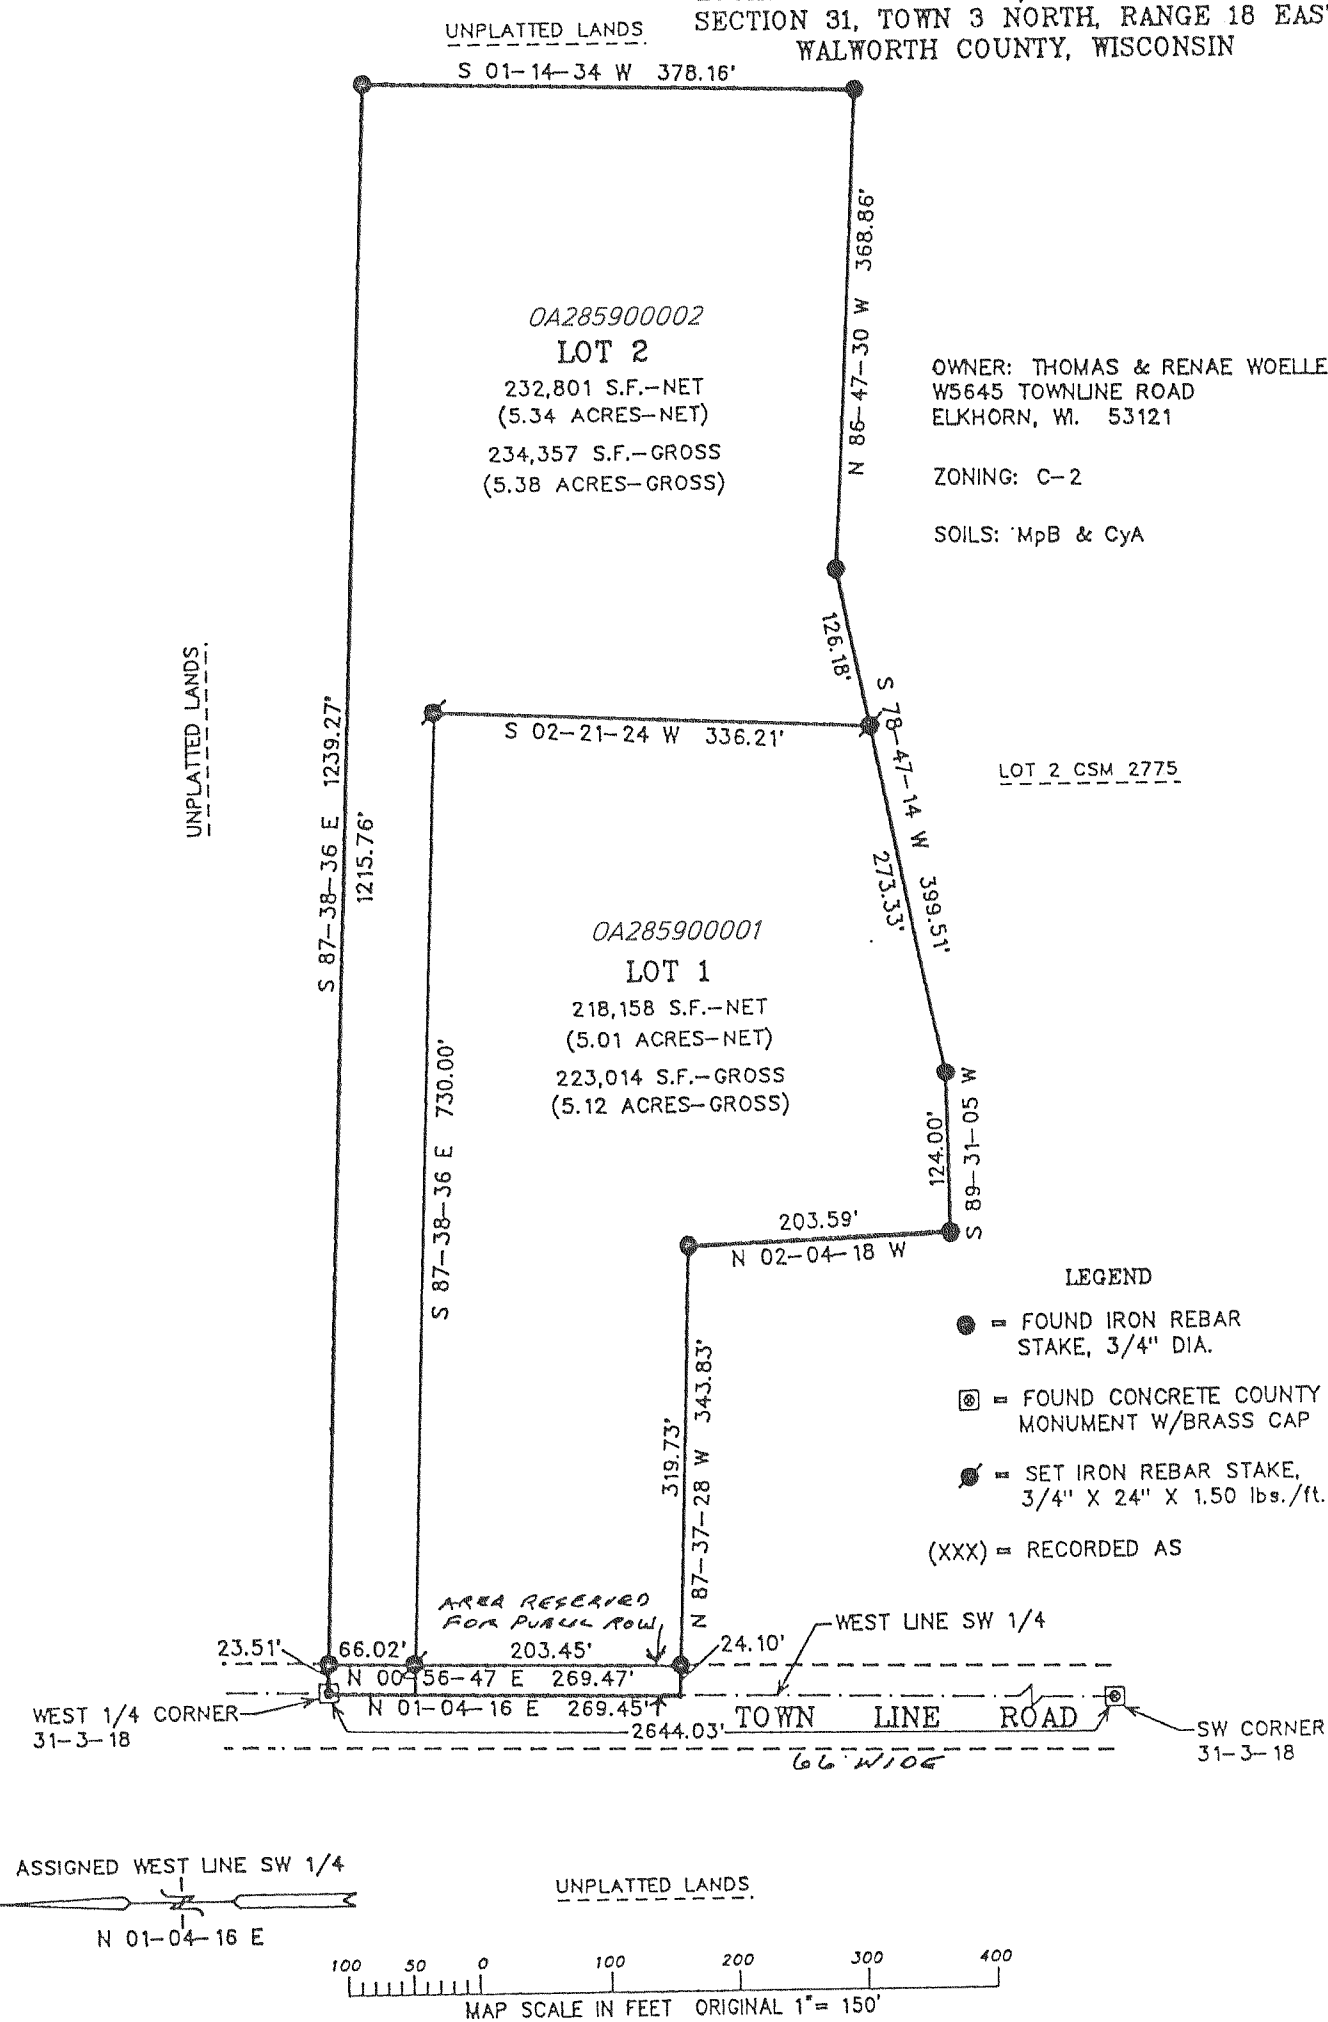 SECTION 31, TOWN 3 NORTH, RANGE 18 EAST
WALWORTH COUNTY, WISCONSIN
UNPLATTED LANDS
S 01-14-34 W 378.16'
N 86-47-30 W 368.86'
0A285900002
LOT 2
232,801 S.F.-NET
(5.34 ACRES-NET)
234,357 S.F.-GROSS
(5.38 ACRES-GROSS)
OWNER: THOMAS & RENAE WOELLE
W5645 TOWNLINE ROAD
ELKHORN, WI. 53121
ZONING: C-2
SOILS: MpB & CyA
126.18'
UNPLATTED LANDS
S 87-38-36 E 1239.27'
1215.76'
S 02-21-24 W 336.21'
S 78-47-14 W 399.51'
273.33'
LOT 2 CSM 2775
0A285900001
LOT 1
218,158 S.F.-NET
(5.01 ACRES-NET)
223,014 S.F.-GROSS
(5.12 ACRES-GROSS)
S 87-38-36 E 730.00'
124.00'
S 89-31-05 W
203.59'
N 02-04-18 W
LEGEND
= FOUND IRON REBAR
STAKE, 3/4" DIA.
= FOUND CONCRETE COUNTY
MONUMENT W/BRASS CAP
= SET IRON REBAR STAKE,
3/4" X 24" X 1.50 lbs./ft.
(XXX) = RECORDED AS
319.73'
N 87-37-28 W 343.83'
AREA RESERVED
FOR PUBLIC ROW
WEST LINE SW 1/4
23.51'
66.02'
203.45'
24.10'
N 00-56-47 E 269.47'
N 01-04-16 E 269.45'
WEST 1/4 CORNER
31-3-18
2644.03'
TOWN LINE ROAD
SW CORNER
31-3-18
66' WIDE
ASSIGNED WEST LINE SW 1/4
N 01-04-16 E
UNPLATTED LANDS
100 50 0 100 200 300 400
MAP SCALE IN FEET ORIGINAL 1"= 150'